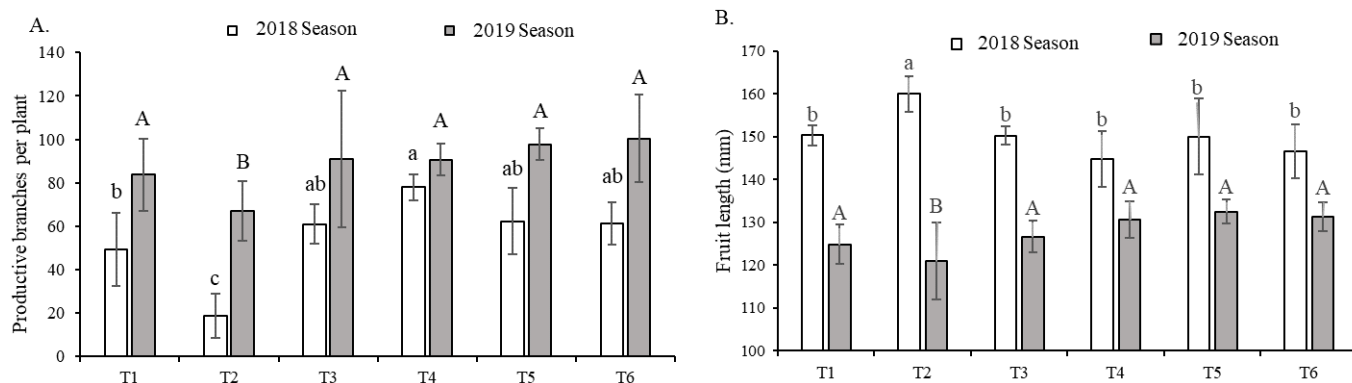 A.
2018 Season 2019 Season
Productive branches per plant
140
120
100
80
60
40
20
0
b A c B ab A a A ab A ab A
T1 T2 T3 T4 T5 T6
B.
2018 Season 2019 Season
Fruit length (mm)
170
160
150
140
130
120
110
100
b A a B b A b A b A b A
T1 T2 T3 T4 T5 T6